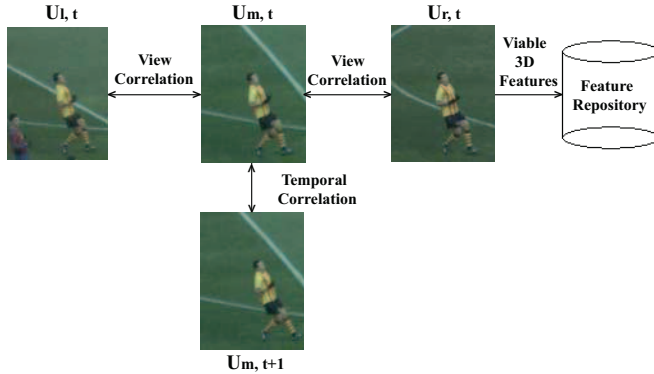 Ul, t
Um, t
Ur, t
View
Correlation
View
Correlation
Viable
3D
Features
Feature
Repository
Temporal
Correlation
Um, t+1